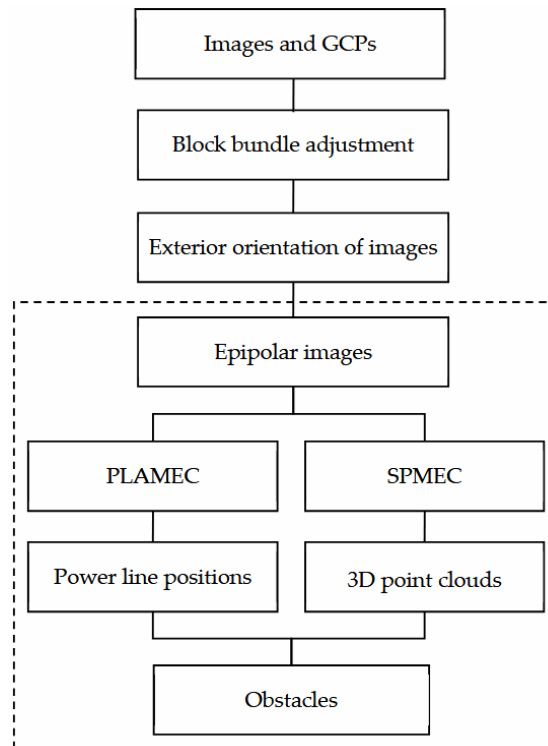 Images and GCPs
Block bundle adjustment
Exterior orientation of images
Epipolar images
PLAMEC
SPMEC
Power line positions
3D point clouds
Obstacles